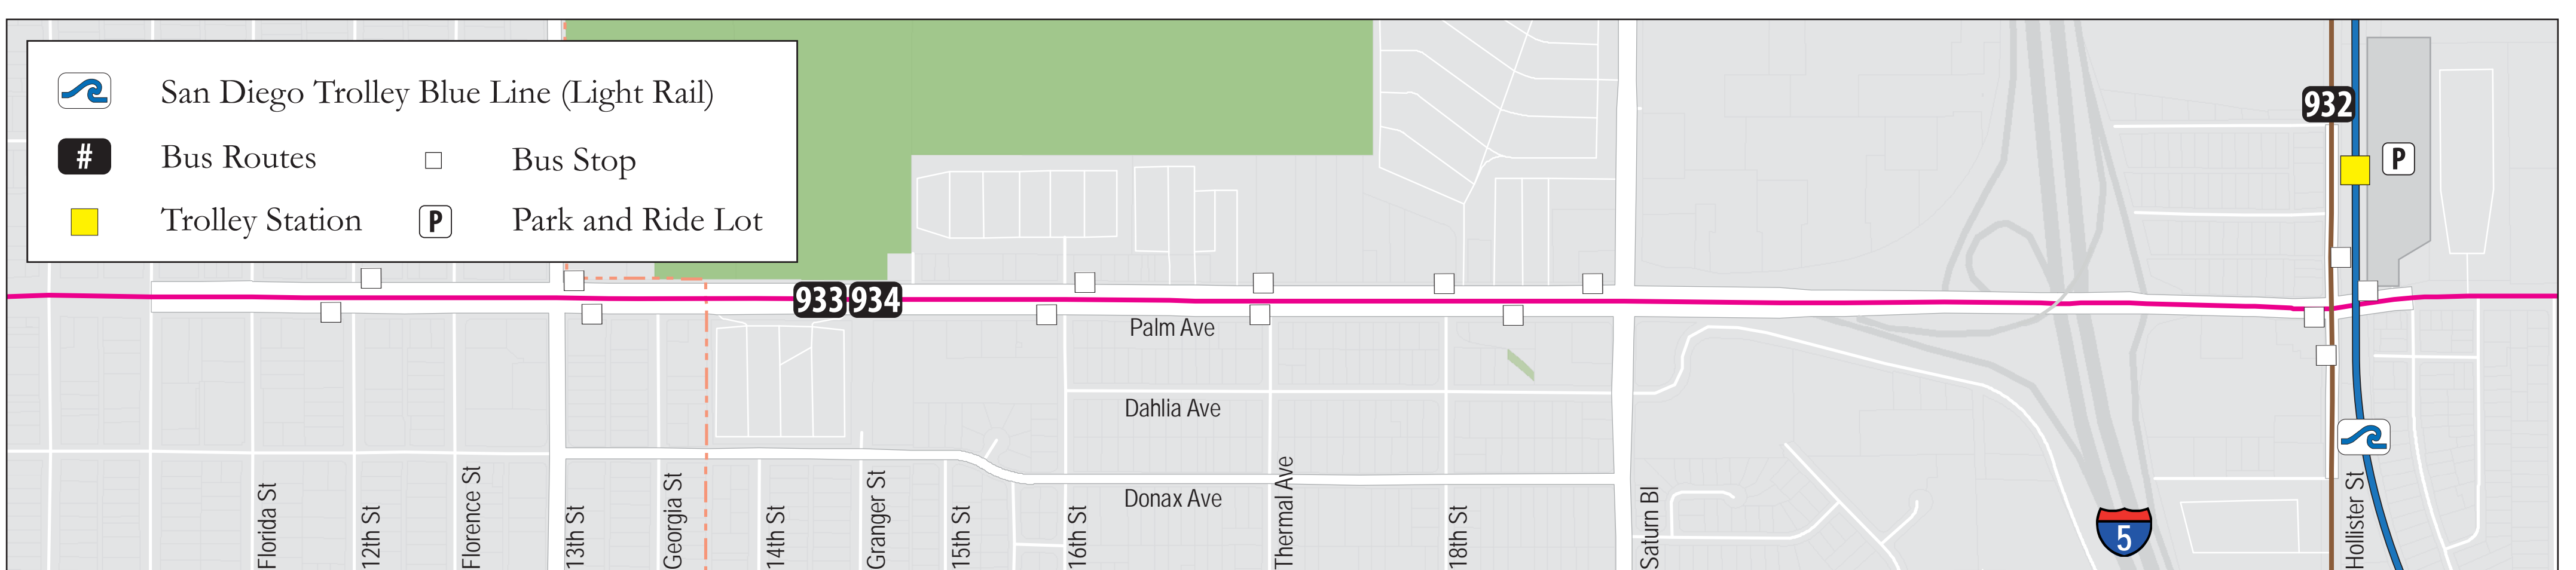 San Diego Trolley Blue Line (Light Rail)
# Bus Routes Bus Stop
Trolley Station P Park and Ride Lot
932
P
933 934
Palm Ave
Dahlia Ave
Donax Ave
Florida St
12th St
Florence St
13th St
Georgia St
14th St
Granger St
15th St
16th St
Thermal Ave
18th St
Saturn Bl
5
Hollister St